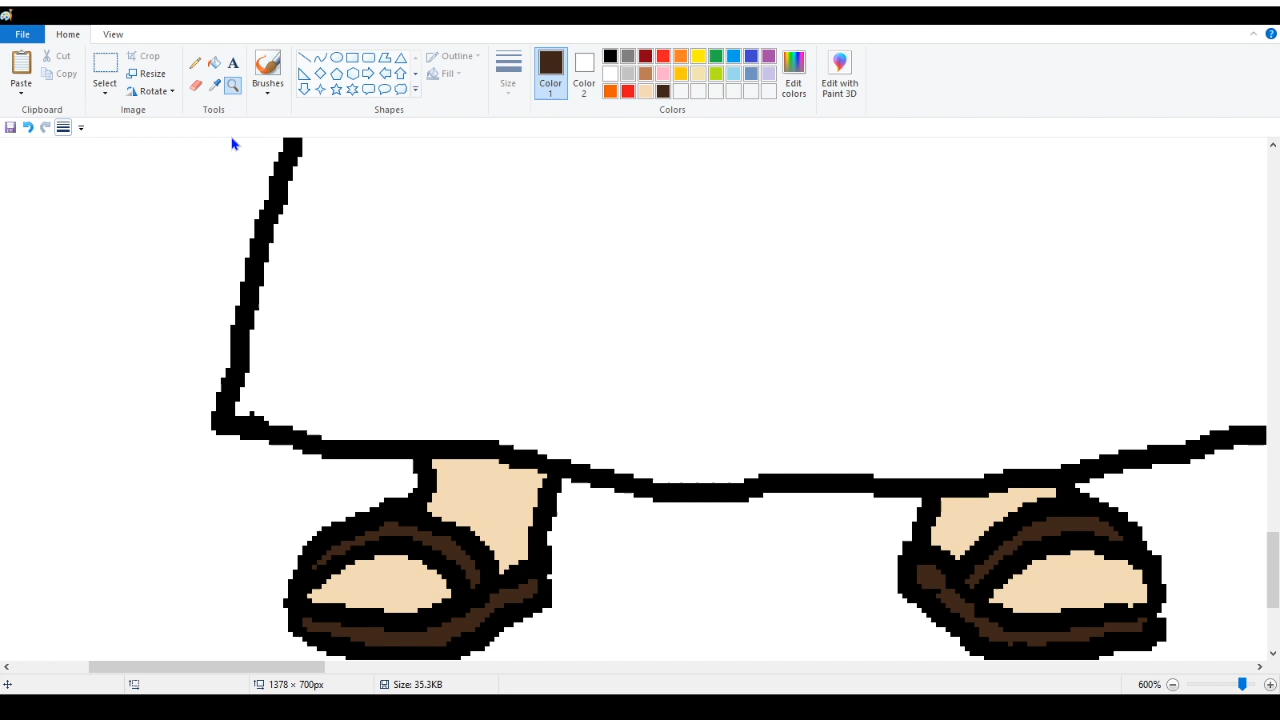 File Home View
Paste
Cut
Copy
Clipboard
Select
Crop
Resize
Rotate
Image
A
Tools
Brushes
Outline
Fill
Shapes
Size
Color
1
Color
2
Edit
colors
Colors
Edit with
Paint 3D
1378 × 700px
Size: 35.3KB
600%